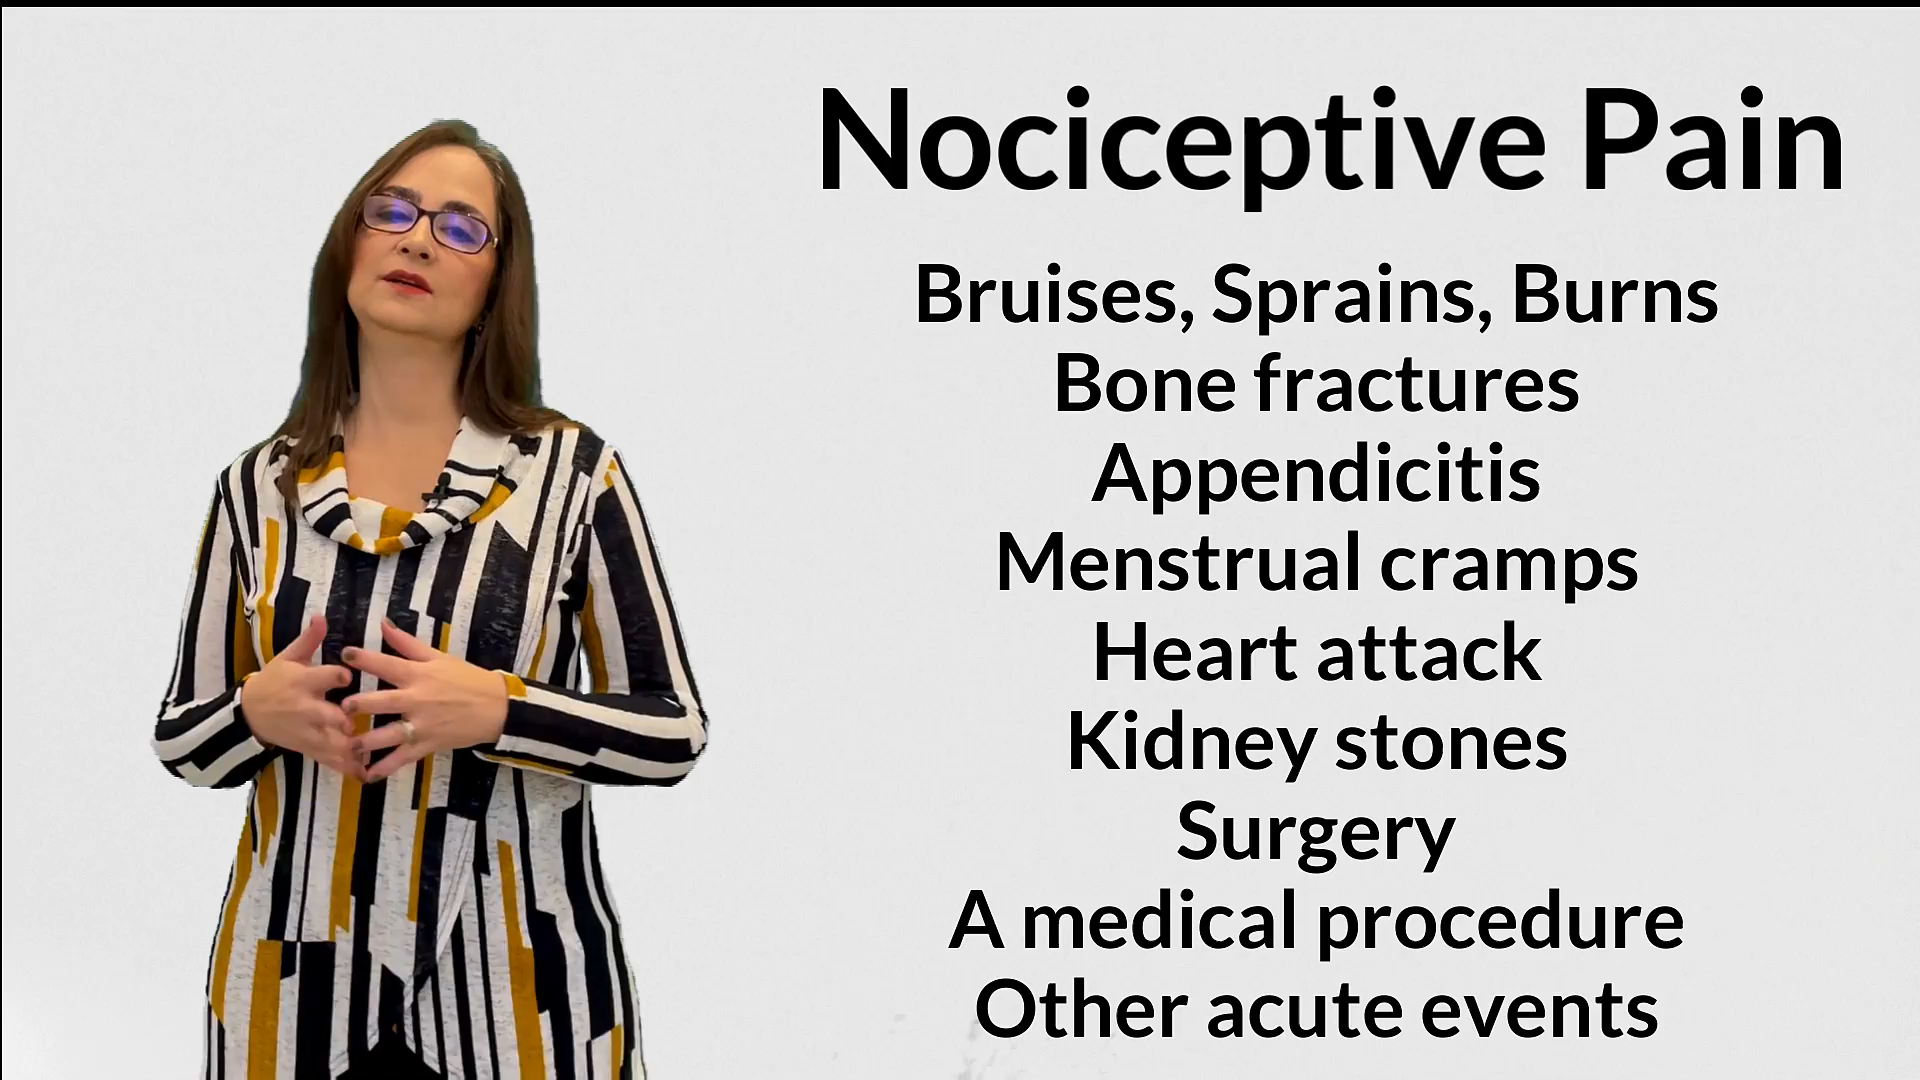 Nociceptive Pain
Bruises, Sprains, Burns
Bone fractures
Appendicitis
Menstrual cramps
Heart attack
Kidney stones
Surgery
A medical procedure
Other acute events